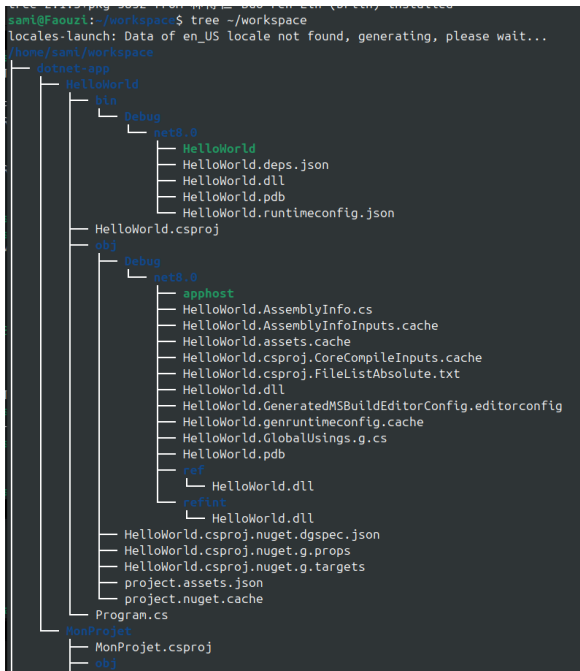 sami@Faouzi:~/workspace$ tree ~/workspace
locales-launch: Data of en_US locale not found, generating, please wait...
/home/sami/workspace
├── dotnet-app
│   ├── HelloWorld
│   │   ├── bin
│   │   │   └── Debug
│   │   │       └── net8.0
│   │   │           ├── HelloWorld
│   │   │           ├── HelloWorld.deps.json
│   │   │           ├── HelloWorld.dll
│   │   │           ├── HelloWorld.pdb
│   │   │           └── HelloWorld.runtimeconfig.json
│   │   ├── HelloWorld.csproj
│   │   ├── obj
│   │   │   ├── Debug
│   │   │   │   └── net8.0
│   │   │   │       ├── apphost
│   │   │   │       ├── HelloWorld.AssemblyInfo.cs
│   │   │   │       ├── HelloWorld.AssemblyInfoInputs.cache
│   │   │   │       ├── HelloWorld.assets.cache
│   │   │   │       ├── HelloWorld.csproj.CoreCompileInputs.cache
│   │   │   │       ├── HelloWorld.csproj.FileListAbsolute.txt
│   │   │   │       ├── HelloWorld.dll
│   │   │   │       ├── HelloWorld.GeneratedMSBuildEditorConfig.editorconfig
│   │   │   │       ├── HelloWorld.genruntimeconfig.cache
│   │   │   │       ├── HelloWorld.GlobalUsings.g.cs
│   │   │   │       ├── HelloWorld.pdb
│   │   │   │       ├── ref
│   │   │   │       │   └── HelloWorld.dll
│   │   │   │       └── refint
│   │   │   │           └── HelloWorld.dll
│   │   │   ├── HelloWorld.csproj.nuget.dgspec.json
│   │   │   ├── HelloWorld.csproj.nuget.g.props
│   │   │   ├── HelloWorld.csproj.nuget.g.targets
│   │   │   ├── project.assets.json
│   │   │   └── project.nuget.cache
│   │   └── Program.cs
│   └── MonProjet
│       ├── MonProjet.csproj
│       ├── obj